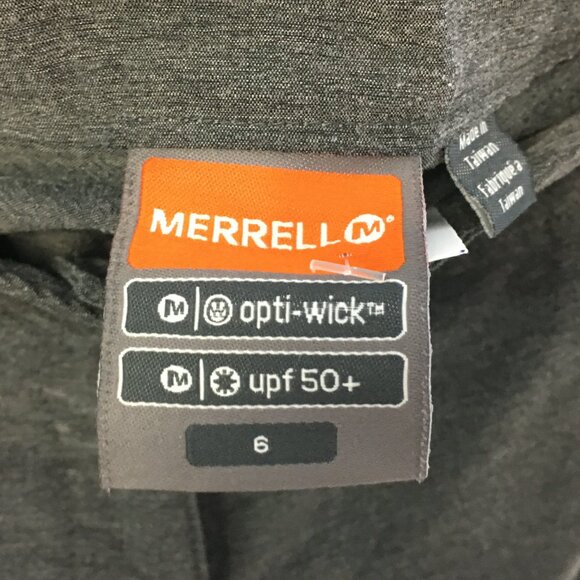 MERRELL M
M opti-wick™
M upf 50+
6
Made in
Taiwan
Fabriqué à
Taiwan